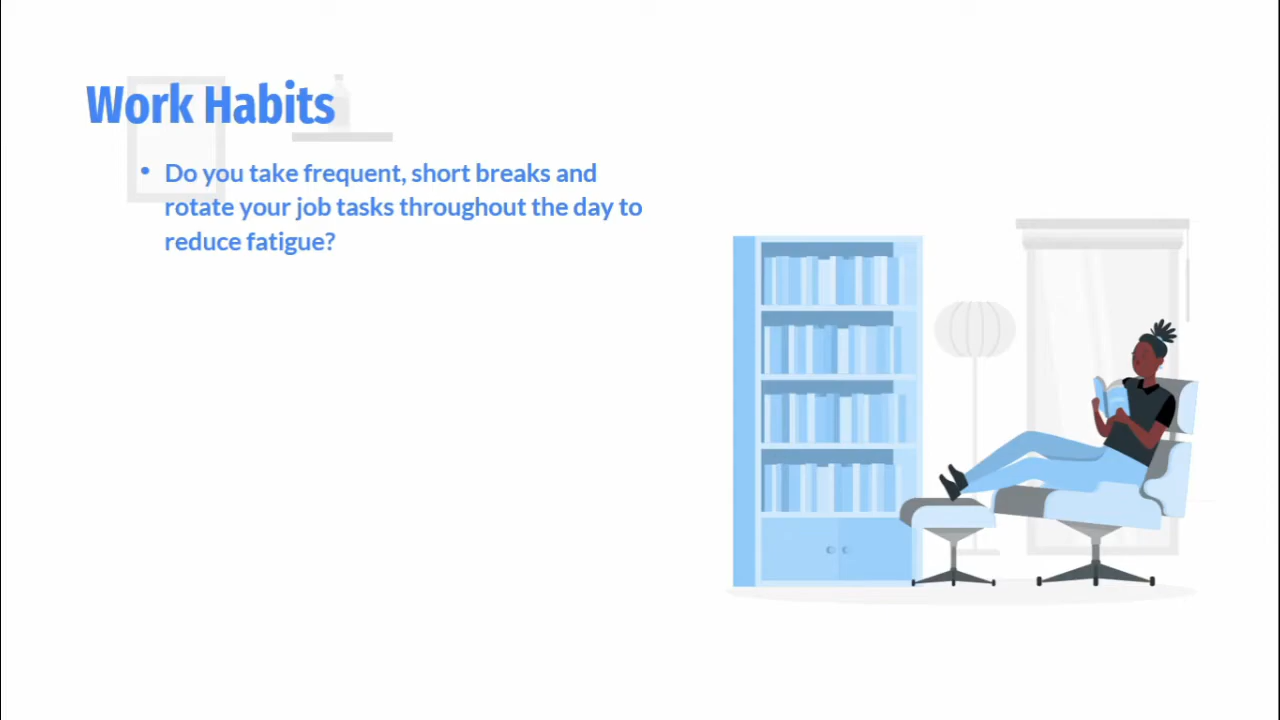 Work Habits
• Do you take frequent, short breaks and
rotate your job tasks throughout the day to
reduce fatigue?